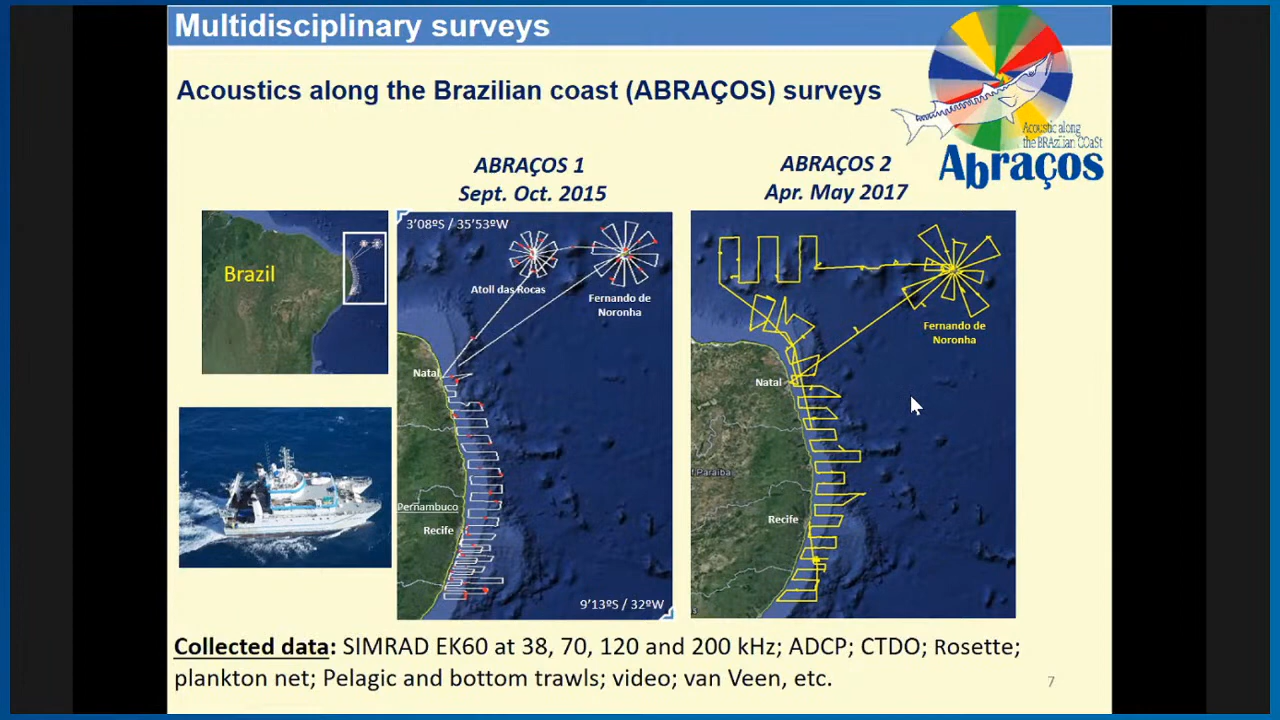 Multidisciplinary surveys
Acoustics along the Brazilian coast (ABRAÇOS) surveys
Acoustic along
the BRAzilian COaSt
Abraços
ABRAÇOS 1
Sept. Oct. 2015
ABRAÇOS 2
Apr. May 2017
Brazil
3'08ºS / 35'53ºW
Atoll das Rocas
Fernando de
Noronha
Natal
Pernambuco
Recife
9'13ºS / 32ºW
Fernando de
Noronha
Natal
Paraíba
Recife
Collected data: SIMRAD EK60 at 38, 70, 120 and 200 kHz; ADCP; CTDO; Rosette;
plankton net; Pelagic and bottom trawls; video; van Veen, etc.
7